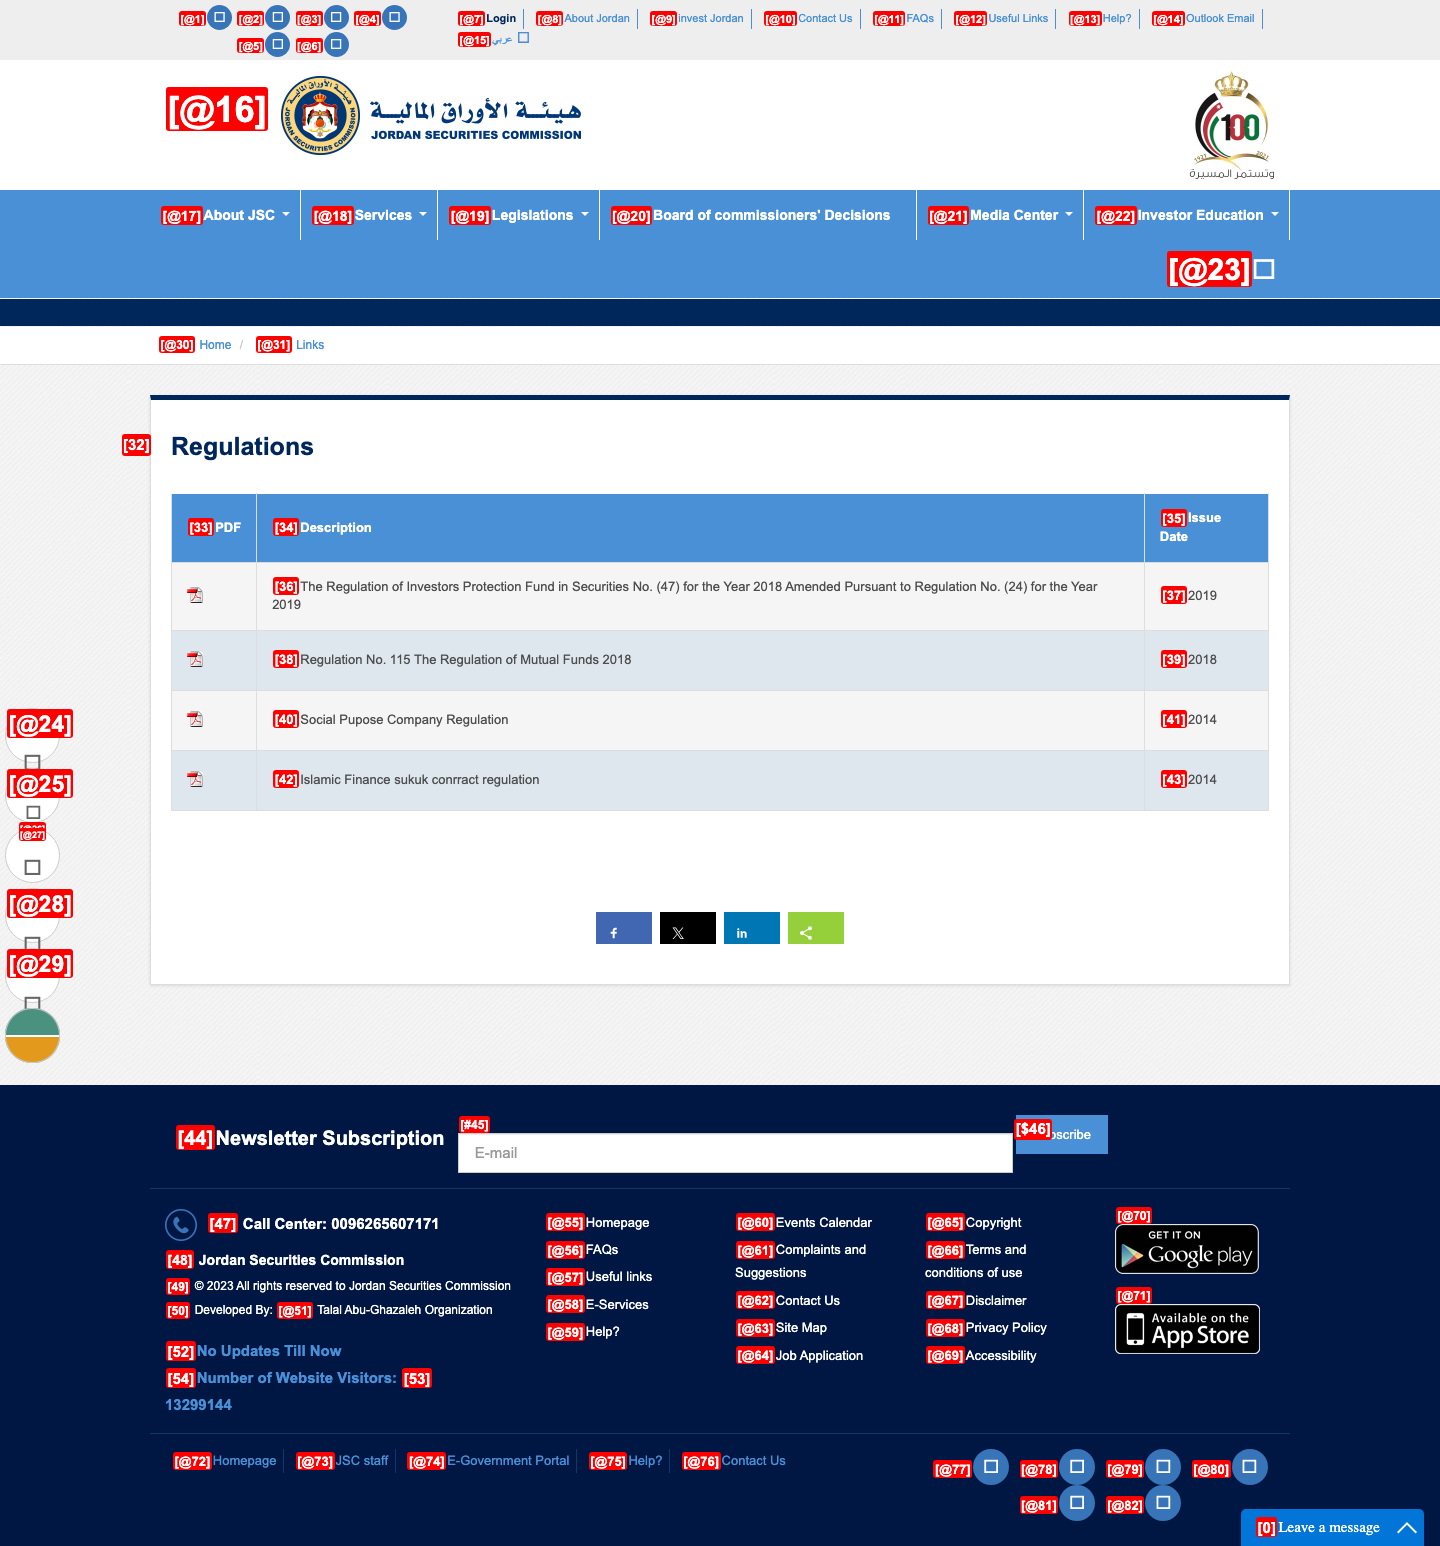 [@1] [@2] [@3] [@4]
[@5] [@6]
[@7]Login [@8]About Jordan [@9]invest Jordan [@10]Contact Us [@11]FAQs [@12]Useful Links [@13]Help? [@14]Outlook Email
[@15]عربي
[@16]
هيئة الأوراق المالية
JORDAN SECURITIES COMMISSION
JORDAN SECURITIES COMMISSION
100
1921 2021
وتستمر المسيرة
[@17]About JSC [@18]Services [@19]Legislations [@20]Board of commissioners' Decisions [@21]Media Center [@22]Investor Education
[@23]
[@30] Home / [@31] Links
[32] Regulations
[33]PDF [34]Description [35]Issue
Date
[36]The Regulation of Investors Protection Fund in Securities No. (47) for the Year 2018 Amended Pursuant to Regulation No. (24) for the Year
2019
[37]2019
[38]Regulation No. 115 The Regulation of Mutual Funds 2018 [39]2018
[40]Social Pupose Company Regulation [41]2014
[42]Islamic Finance sukuk conrract regulation [43]2014
[@24]
[@25]
[@27]
[@28]
[@29]
[44]Newsletter Subscription
[#45]
E-mail
[$46]bscribe
[47] Call Center: 0096265607171
[48] Jordan Securities Commission
[49] © 2023 All rights reserved to Jordan Securities Commission
[50] Developed By: [@51] Talal Abu-Ghazaleh Organization
[52]No Updates Till Now
[54]Number of Website Visitors: [53]
13299144
[@55]Homepage
[@56]FAQs
[@57]Useful links
[@58]E-Services
[@59]Help?
[@60]Events Calendar
[@61]Complaints and
Suggestions
[@62]Contact Us
[@63]Site Map
[@64]Job Application
[@65]Copyright
[@66]Terms and
conditions of use
[@67]Disclaimer
[@68]Privacy Policy
[@69]Accessibility
[@70]
GET IT ON
Google play
[@71]
Available on the
App Store
[@72]Homepage [@73]JSC staff [@74]E-Government Portal [@75]Help? [@76]Contact Us
[@77] [@78] [@79] [@80]
[@81] [@82]
[0]Leave a message